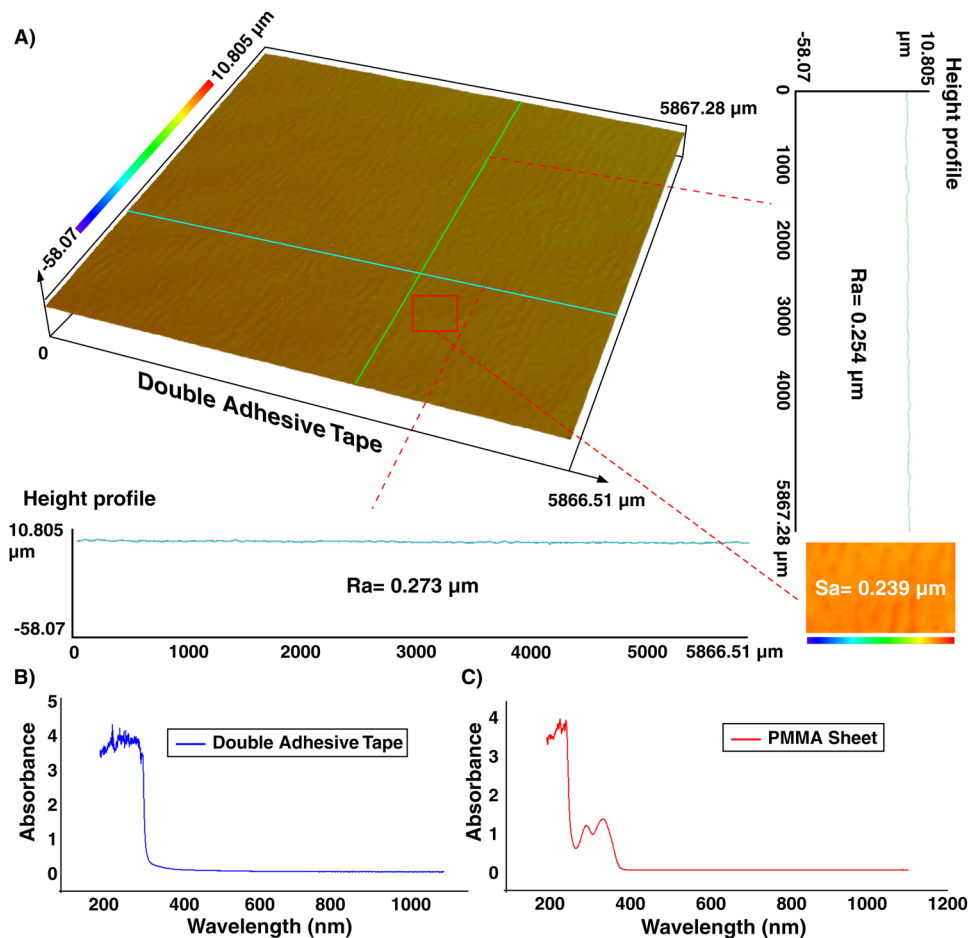 A)
10.805 µm
-58.07
0
5867.28 µm
5866.51 µm
Double Adhesive Tape
-58.07
10.805
µm
Height profile
0
1000
2000
3000
4000
5867.28 µm
Ra= 0.254 µm
Height profile
10.805
µm
-58.07
Ra= 0.273 µm
0
1000
2000
3000
4000
5000
5866.51 µm
Sa= 0.239 µm
B)
Absorbance
5
4
3
2
1
0
Double Adhesive Tape
200
400
600
800
1000
Wavelength (nm)
C)
Absorbance
4
3
2
1
0
PMMA Sheet
200
400
600
800
1000
1200
Wavelength (nm)